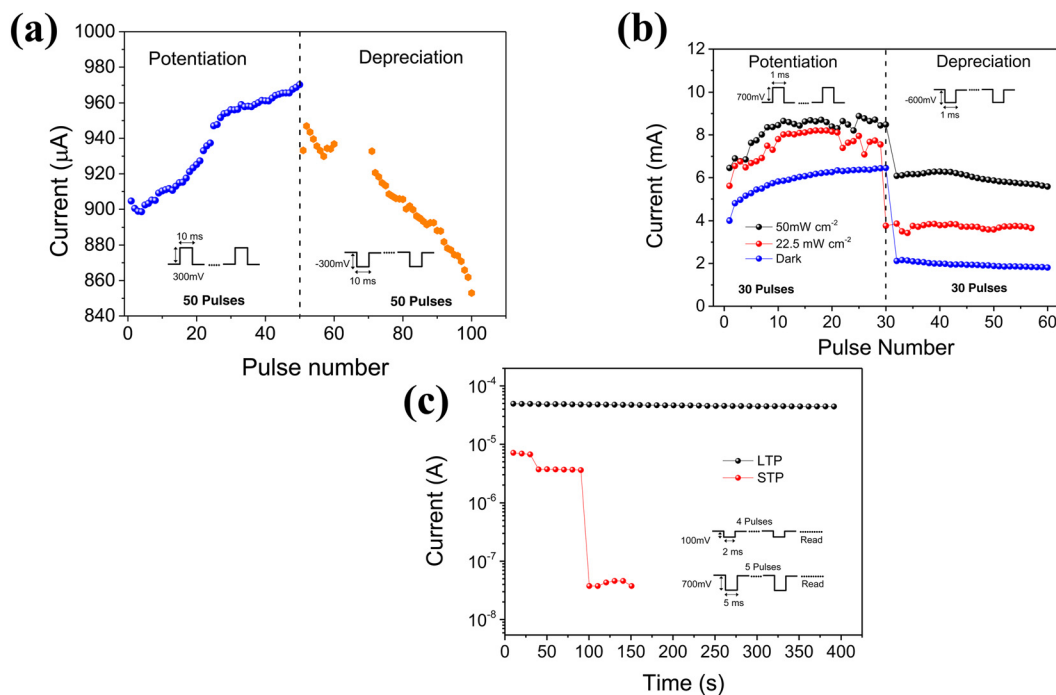 (a)
1000
980
960
940
920
900
880
860
840
Current (μA)
Potentiation
Depreciation
10 ms
300mV
50 Pulses
-300mV
10 ms
50 Pulses
0
20
40
60
80
100
Pulse number
(b)
12
10
8
6
4
2
0
Current (mA)
Potentiation
1 ms
700mV
Depreciation
-600mV
1 ms
50mW cm-2
22.5 mW cm-2
Dark
30 Pulses
30 Pulses
0
10
20
30
40
50
60
Pulse Number
(c)
10-4
10-5
10-6
10-7
10-8
Current (A)
LTP
STP
4 Pulses
100mV
2 ms
Read
5 Pulses
700mV
5 ms
Read
0
50
100
150
200
250
300
350
400
Time (s)